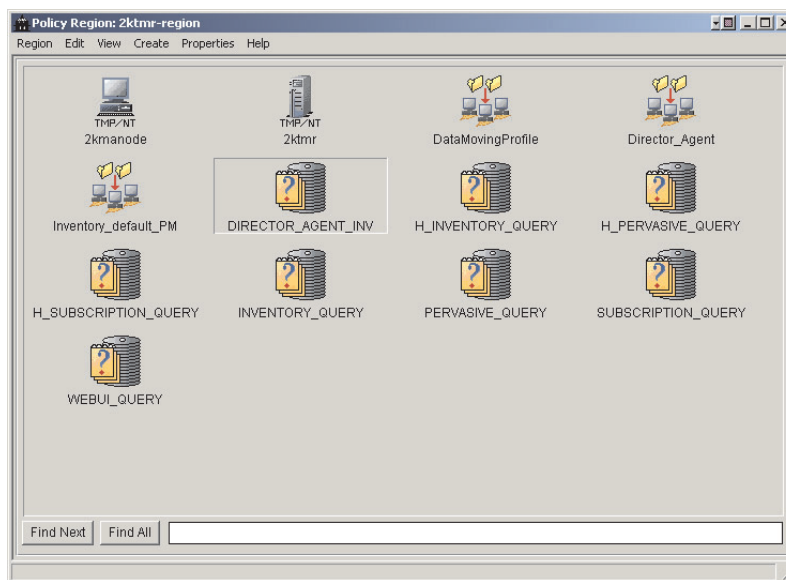 Policy Region: 2ktmr-region
Region Edit View Create Properties Help
TMP/NT
2kmanode
TMP/NT
2ktmr
DataMovingProfile
Director_Agent
Inventory_default_PM
DIRECTOR_AGENT_INV
H_INVENTORY_QUERY
H_PERVASIVE_QUERY
H_SUBSCRIPTION_QUERY
INVENTORY_QUERY
PERVASIVE_QUERY
SUBSCRIPTION_QUERY
WEBUI_QUERY
Find Next Find All